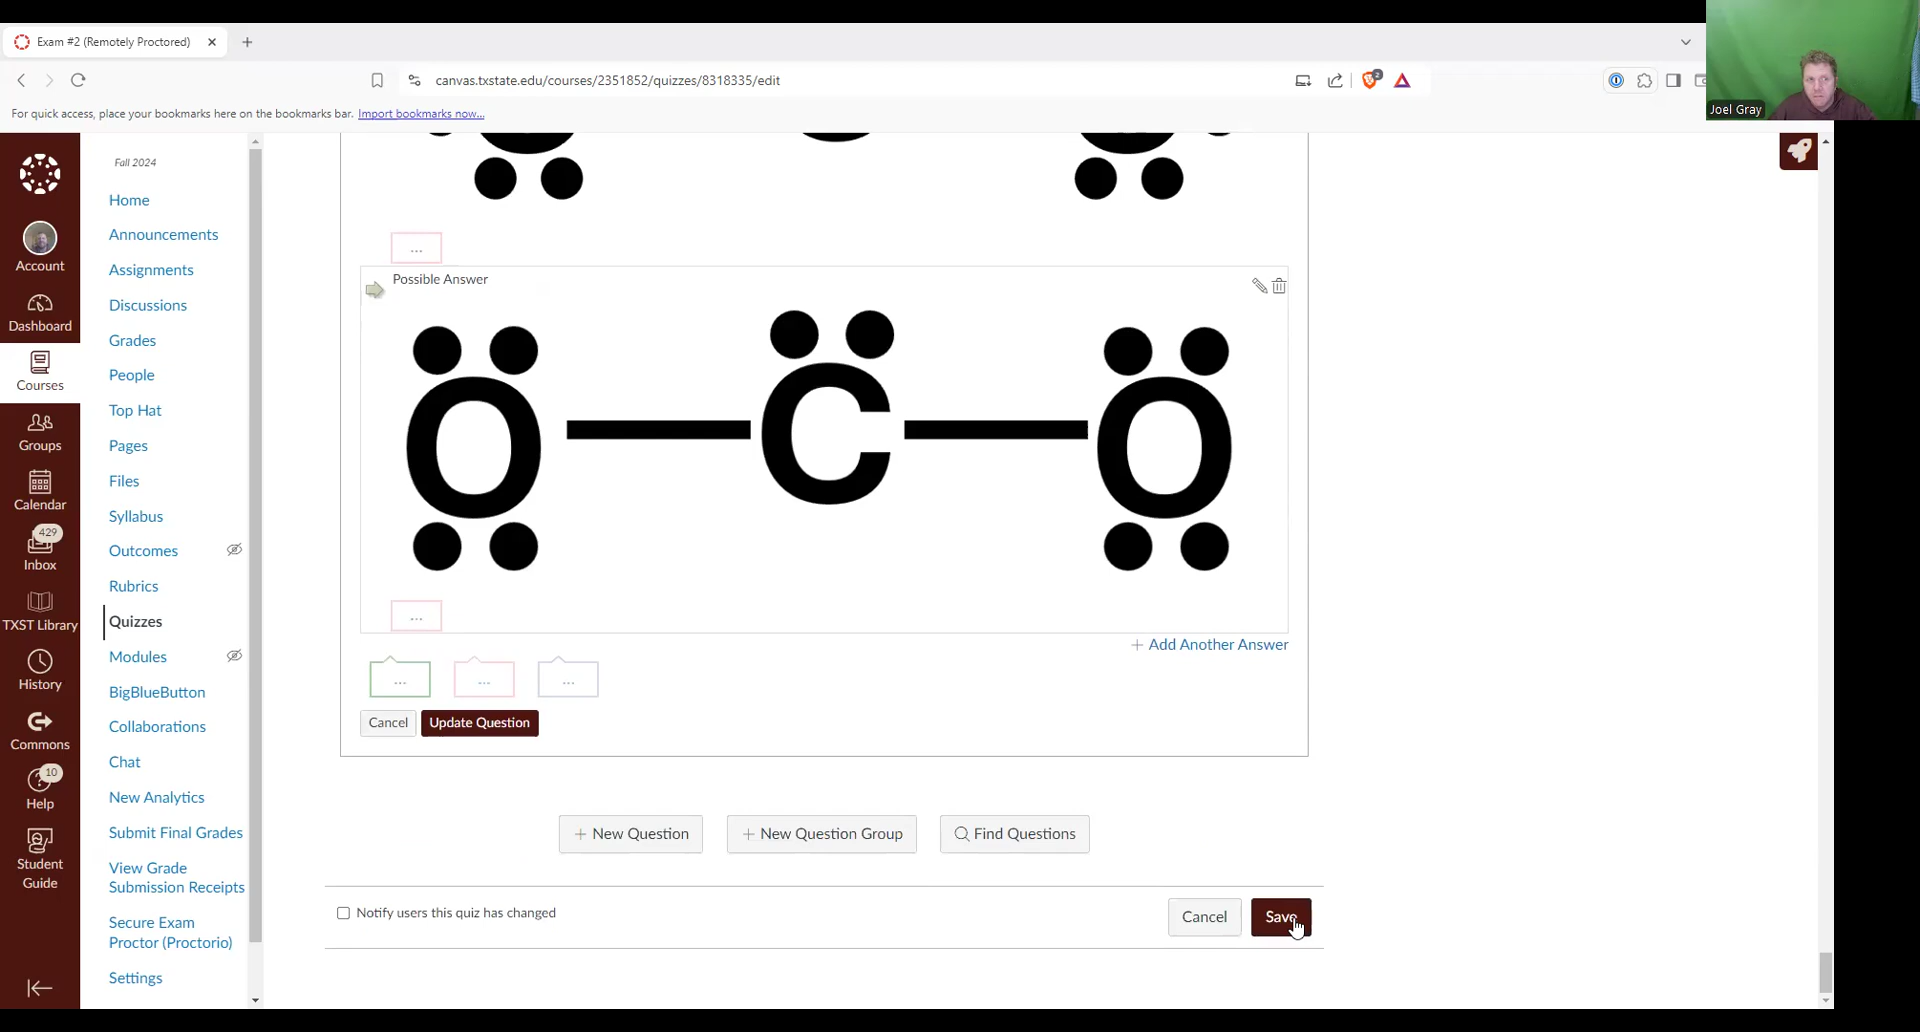 Exam #2 (Remotely Proctored)
canvas.txstate.edu/courses/2351852/quizzes/8318335/edit
2
For quick access, place your bookmarks here on the bookmarks bar. Import bookmarks now...
Joel Gray
Account
Dashboard
Courses
Groups
Calendar
429
Inbox
TXST Library
History
Commons
10
Help
Student
Guide
Fall 2024
Home
Announcements
Assignments
Discussions
Grades
People
Top Hat
Pages
Files
Syllabus
Outcomes
Rubrics
Quizzes
Modules
BigBlueButton
Collaborations
Chat
New Analytics
Submit Final Grades
View Grade
Submission Receipts
Secure Exam
Proctor (Proctorio)
Settings
...
Possible Answer
O C O
...
+ Add Another Answer
... ... ...
Cancel Update Question
+ New Question + New Question Group Find Questions
Notify users this quiz has changed
Cancel Save